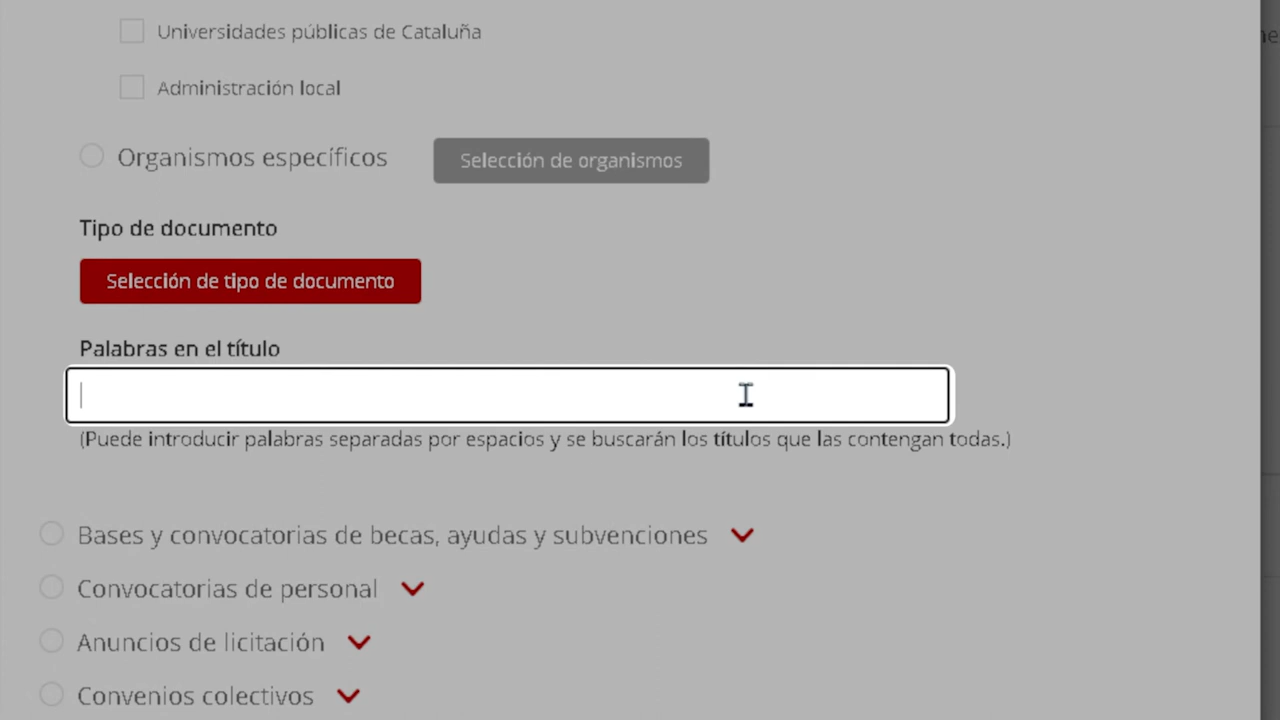 Universidades públicas de Cataluña
Administración local
Organismos específicos
Selección de organismos
Tipo de documento
Selección de tipo de documento
Palabras en el título
(Puede introducir palabras separadas por espacios y se buscarán los títulos que las contengan todas.)
Bases y convocatorias de becas, ayudas y subvenciones
Convocatorias de personal
Anuncios de licitación
Convenios colectivos